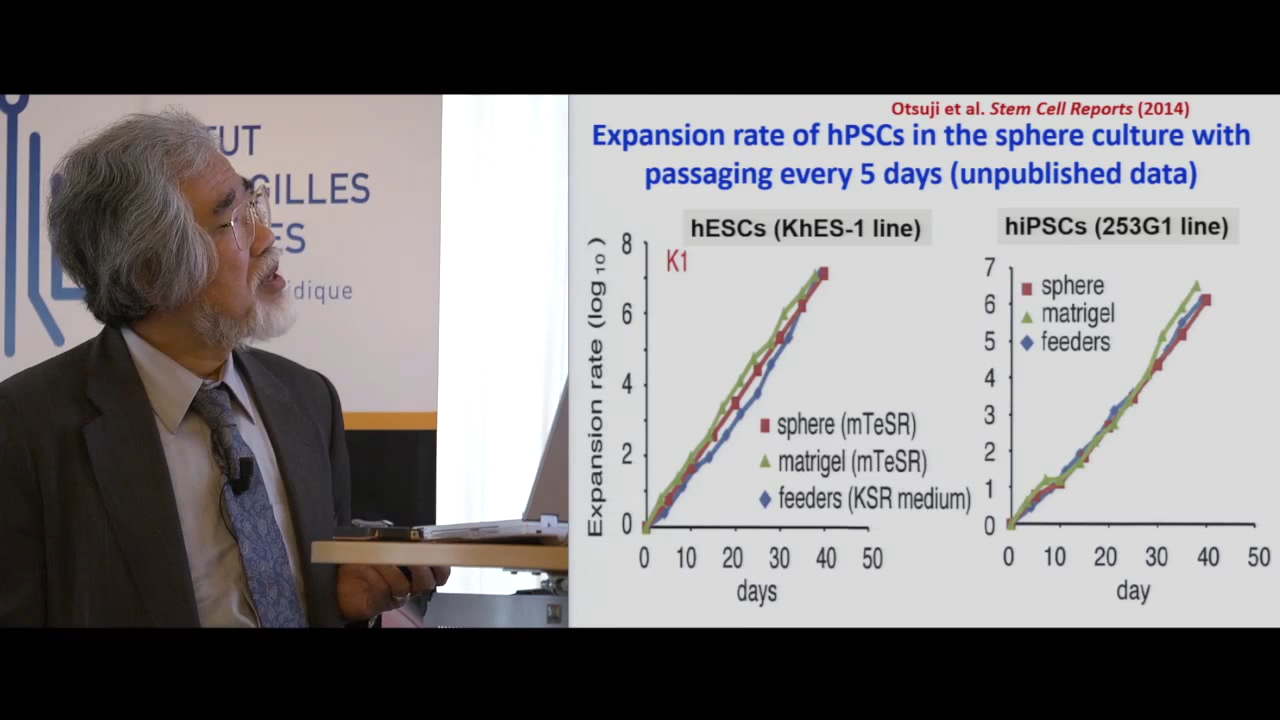 UT
GILLES
ES
idique
Otsuji et al. Stem Cell Reports (2014)
Expansion rate of hPSCs in the sphere culture with
passaging every 5 days (unpublished data)
hESCs (KhES-1 line)
K1
Expansion rate (log 10)
8
6
4
2
0
0 10 20 30 40 50
days
sphere (mTeSR)
matrigel (mTeSR)
feeders (KSR medium)
hiPSCs (253G1 line)
7
6
5
4
3
2
1
0
0 10 20 30 40 50
day
sphere
matrigel
feeders